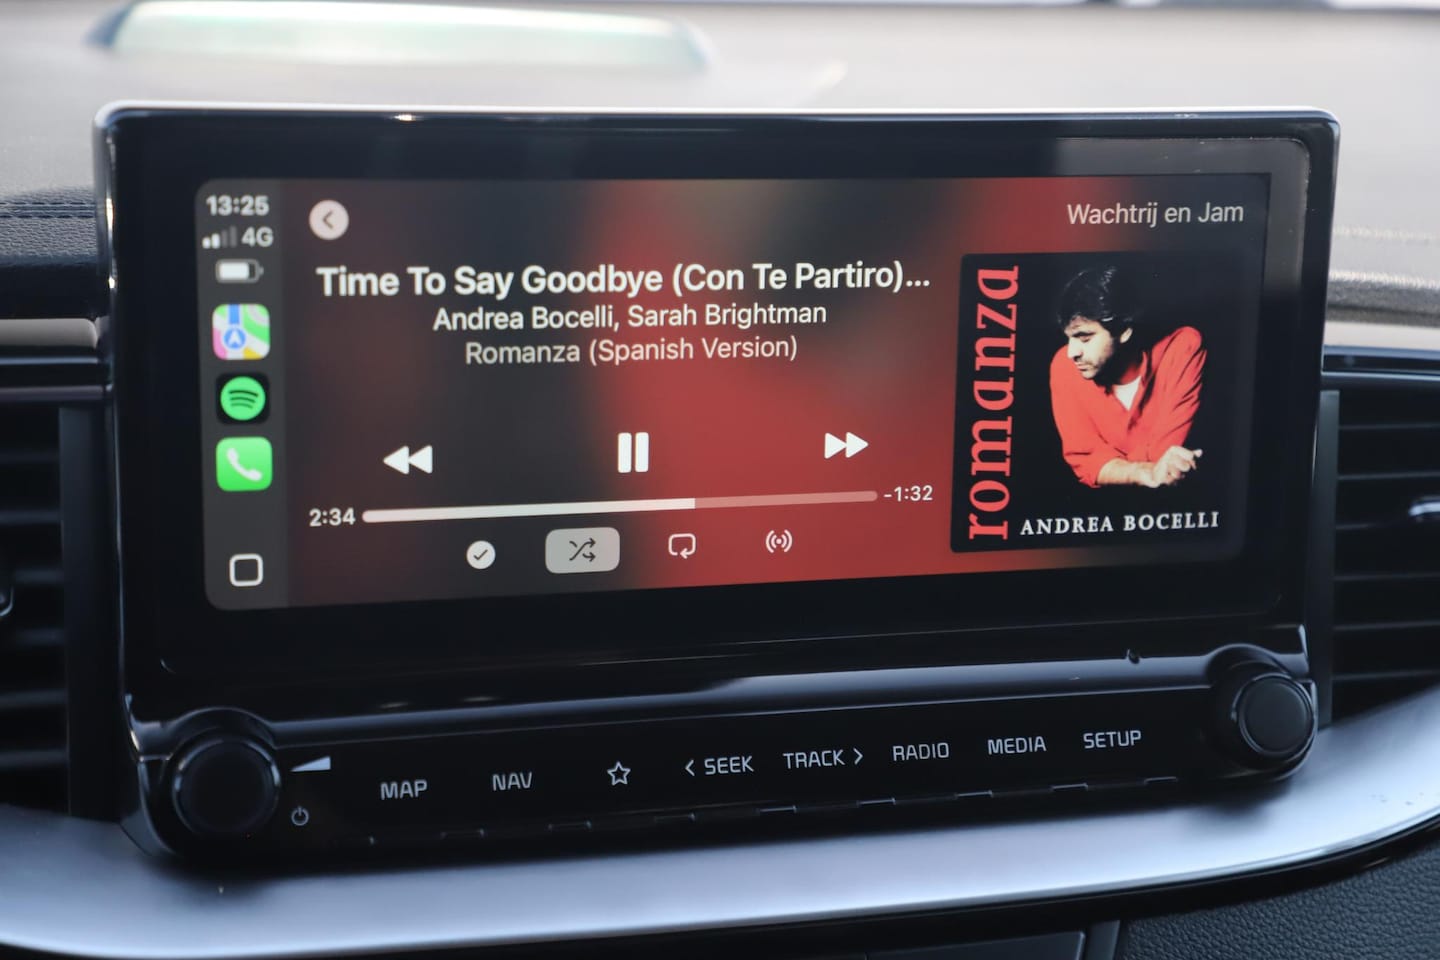 13:25
4G
Wachtrij en Jam
Time To Say Goodbye (Con Te Partiro)...
Andrea Bocelli, Sarah Brightman
Romanza (Spanish Version)
2:34
-1:32
romanza
ANDREA BOCELLI
MAP
NAV
< SEEK
TRACK >
RADIO
MEDIA
SETUP